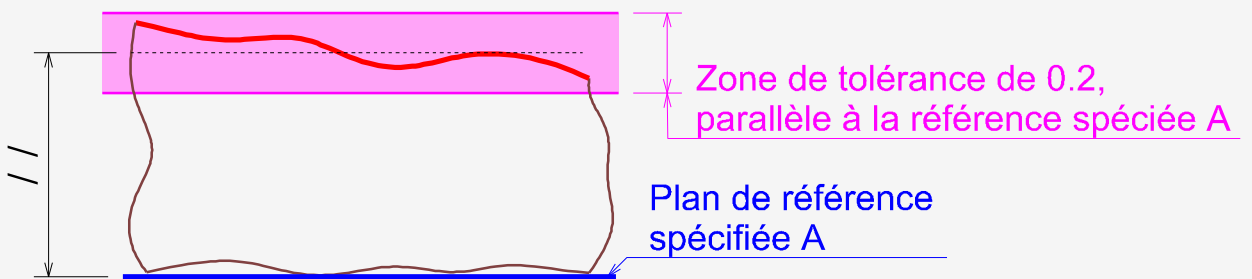 Zone de tolérance de 0.2,
parallèle à la référence spéciée A
//
Plan de référence
spécifiée A